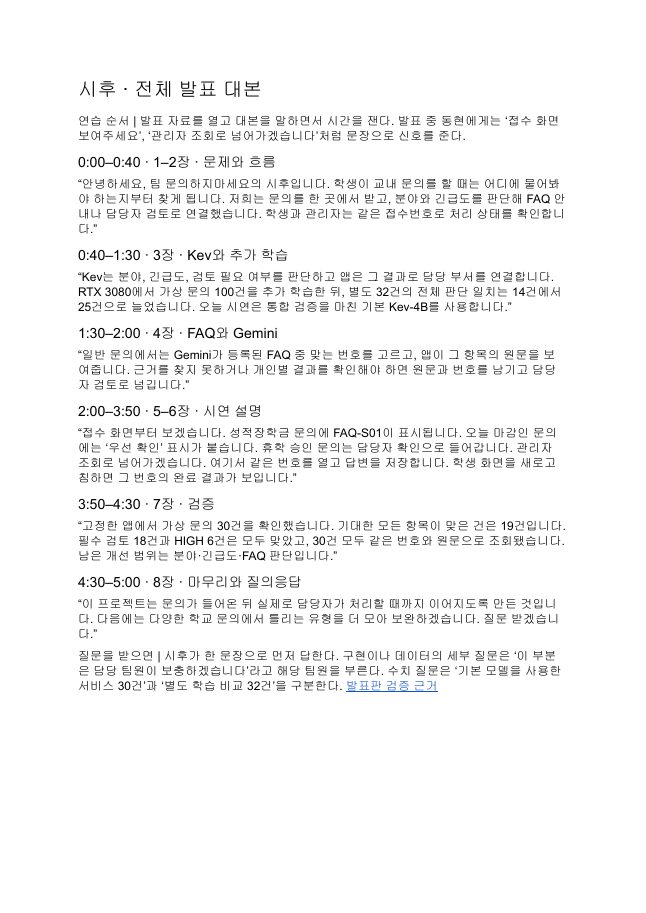 시후 · 전체 발표 대본
연습 순서 | 발표 자료를 열고 대본을 말하면서 시간을 잰다. 발표 중 동현에게는 ‘접수 화면
보여주세요’, ‘관리자 조회로 넘어가겠습니다’처럼 문장으로 신호를 준다.
0:00–0:40 · 1–2장 · 문제와 흐름
“안녕하세요, 팀 문의하지마세요의 시후입니다. 학생이 교내 문의를 할 때는 어디에 물어봐
야 하는지부터 찾게 됩니다. 저희는 문의를 한 곳에서 받고, 분야와 긴급도를 판단해 FAQ 안
내나 담당자 검토로 연결했습니다. 학생과 관리자는 같은 접수번호로 처리 상태를 확인합니
다.”
0:40–1:30 · 3장 · Kev와 추가 학습
“Kev는 분야, 긴급도, 검토 필요 여부를 판단하고 앱은 그 결과로 담당 부서를 연결합니다.
RTX 3080에서 가상 문의 100건을 추가 학습한 뒤, 별도 32건의 전체 판단 일치는 14건에서
25건으로 늘었습니다. 오늘 시연은 통합 검증을 마친 기본 Kev-4B를 사용합니다.”
1:30–2:00 · 4장 · FAQ와 Gemini
“일반 문의에서는 Gemini가 등록된 FAQ 중 맞는 번호를 고르고, 앱이 그 항목의 원문을 보
여줍니다. 근거를 찾지 못하거나 개인별 결과를 확인해야 하면 원문과 번호를 남기고 담당
자 검토로 넘깁니다.”
2:00–3:50 · 5–6장 · 시연 설명
“접수 화면부터 보겠습니다. 성적장학금 문의에 FAQ-S01이 표시됩니다. 오늘 마감인 문의
에는 ‘우선 확인’ 표시가 붙습니다. 휴학 승인 문의는 담당자 확인으로 들어갑니다. 관리자
조회로 넘어가겠습니다. 여기서 같은 번호를 열고 답변을 저장합니다. 학생 화면을 새로고
침하면 그 번호의 완료 결과가 보입니다.”
3:50–4:30 · 7장 · 검증
“고정한 앱에서 가상 문의 30건을 확인했습니다. 기대한 모든 항목이 맞은 건은 19건입니다.
필수 검토 18건과 HIGH 6건은 모두 맞았고, 30건 모두 같은 번호와 원문으로 조회됐습니다.
남은 개선 범위는 분야·긴급도·FAQ 판단입니다.”
4:30–5:00 · 8장 · 마무리와 질의응답
“이 프로젝트는 문의가 들어온 뒤 실제로 담당자가 처리할 때까지 이어지도록 만든 것입니
다. 다음에는 다양한 학교 문의에서 틀리는 유형을 더 모아 보완하겠습니다. 질문 받겠습니
다.”
질문을 받으면 | 시후가 한 문장으로 먼저 답한다. 구현이나 데이터의 세부 질문은 ‘이 부분
은 담당 팀원이 보충하겠습니다’라고 해당 팀원을 부른다. 수치 질문은 ‘기본 모델을 사용한
서비스 30건’과 ‘별도 학습 비교 32건’을 구분한다. 발표판 검증 근거